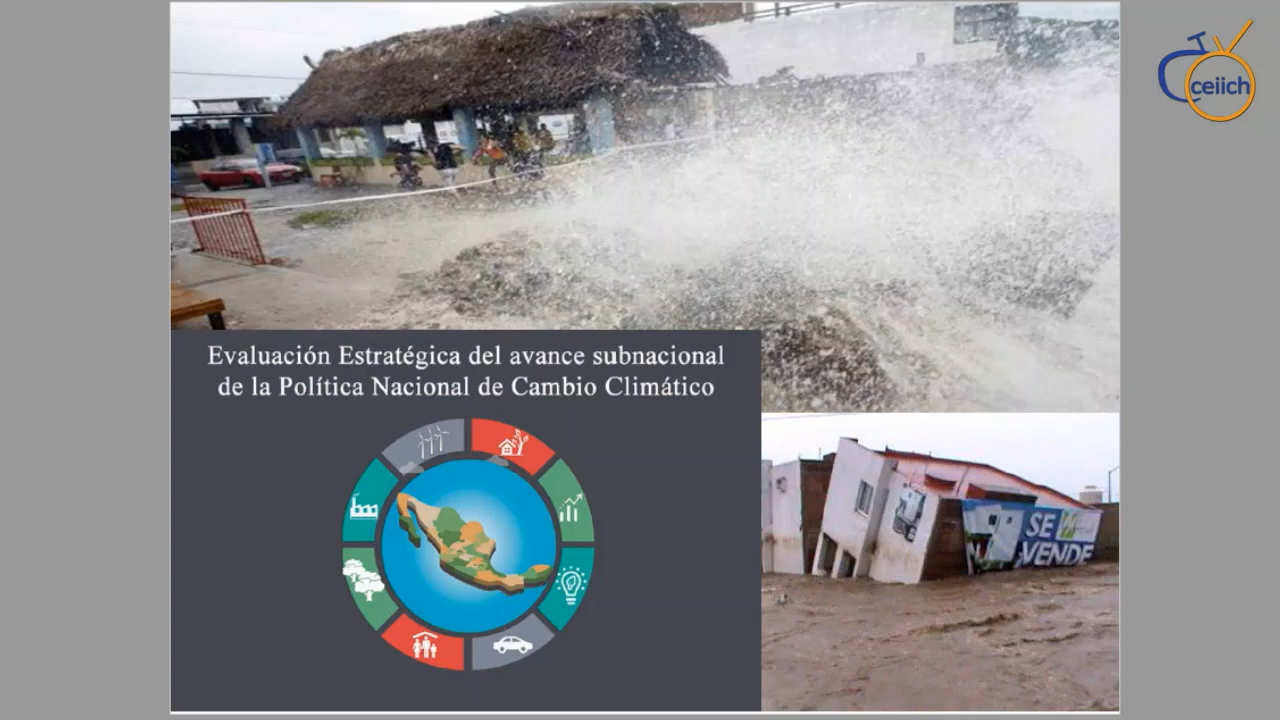 ceiich
Evaluación Estratégica del avance subnacional
de la Política Nacional de Cambio Climático
SE
VENDE